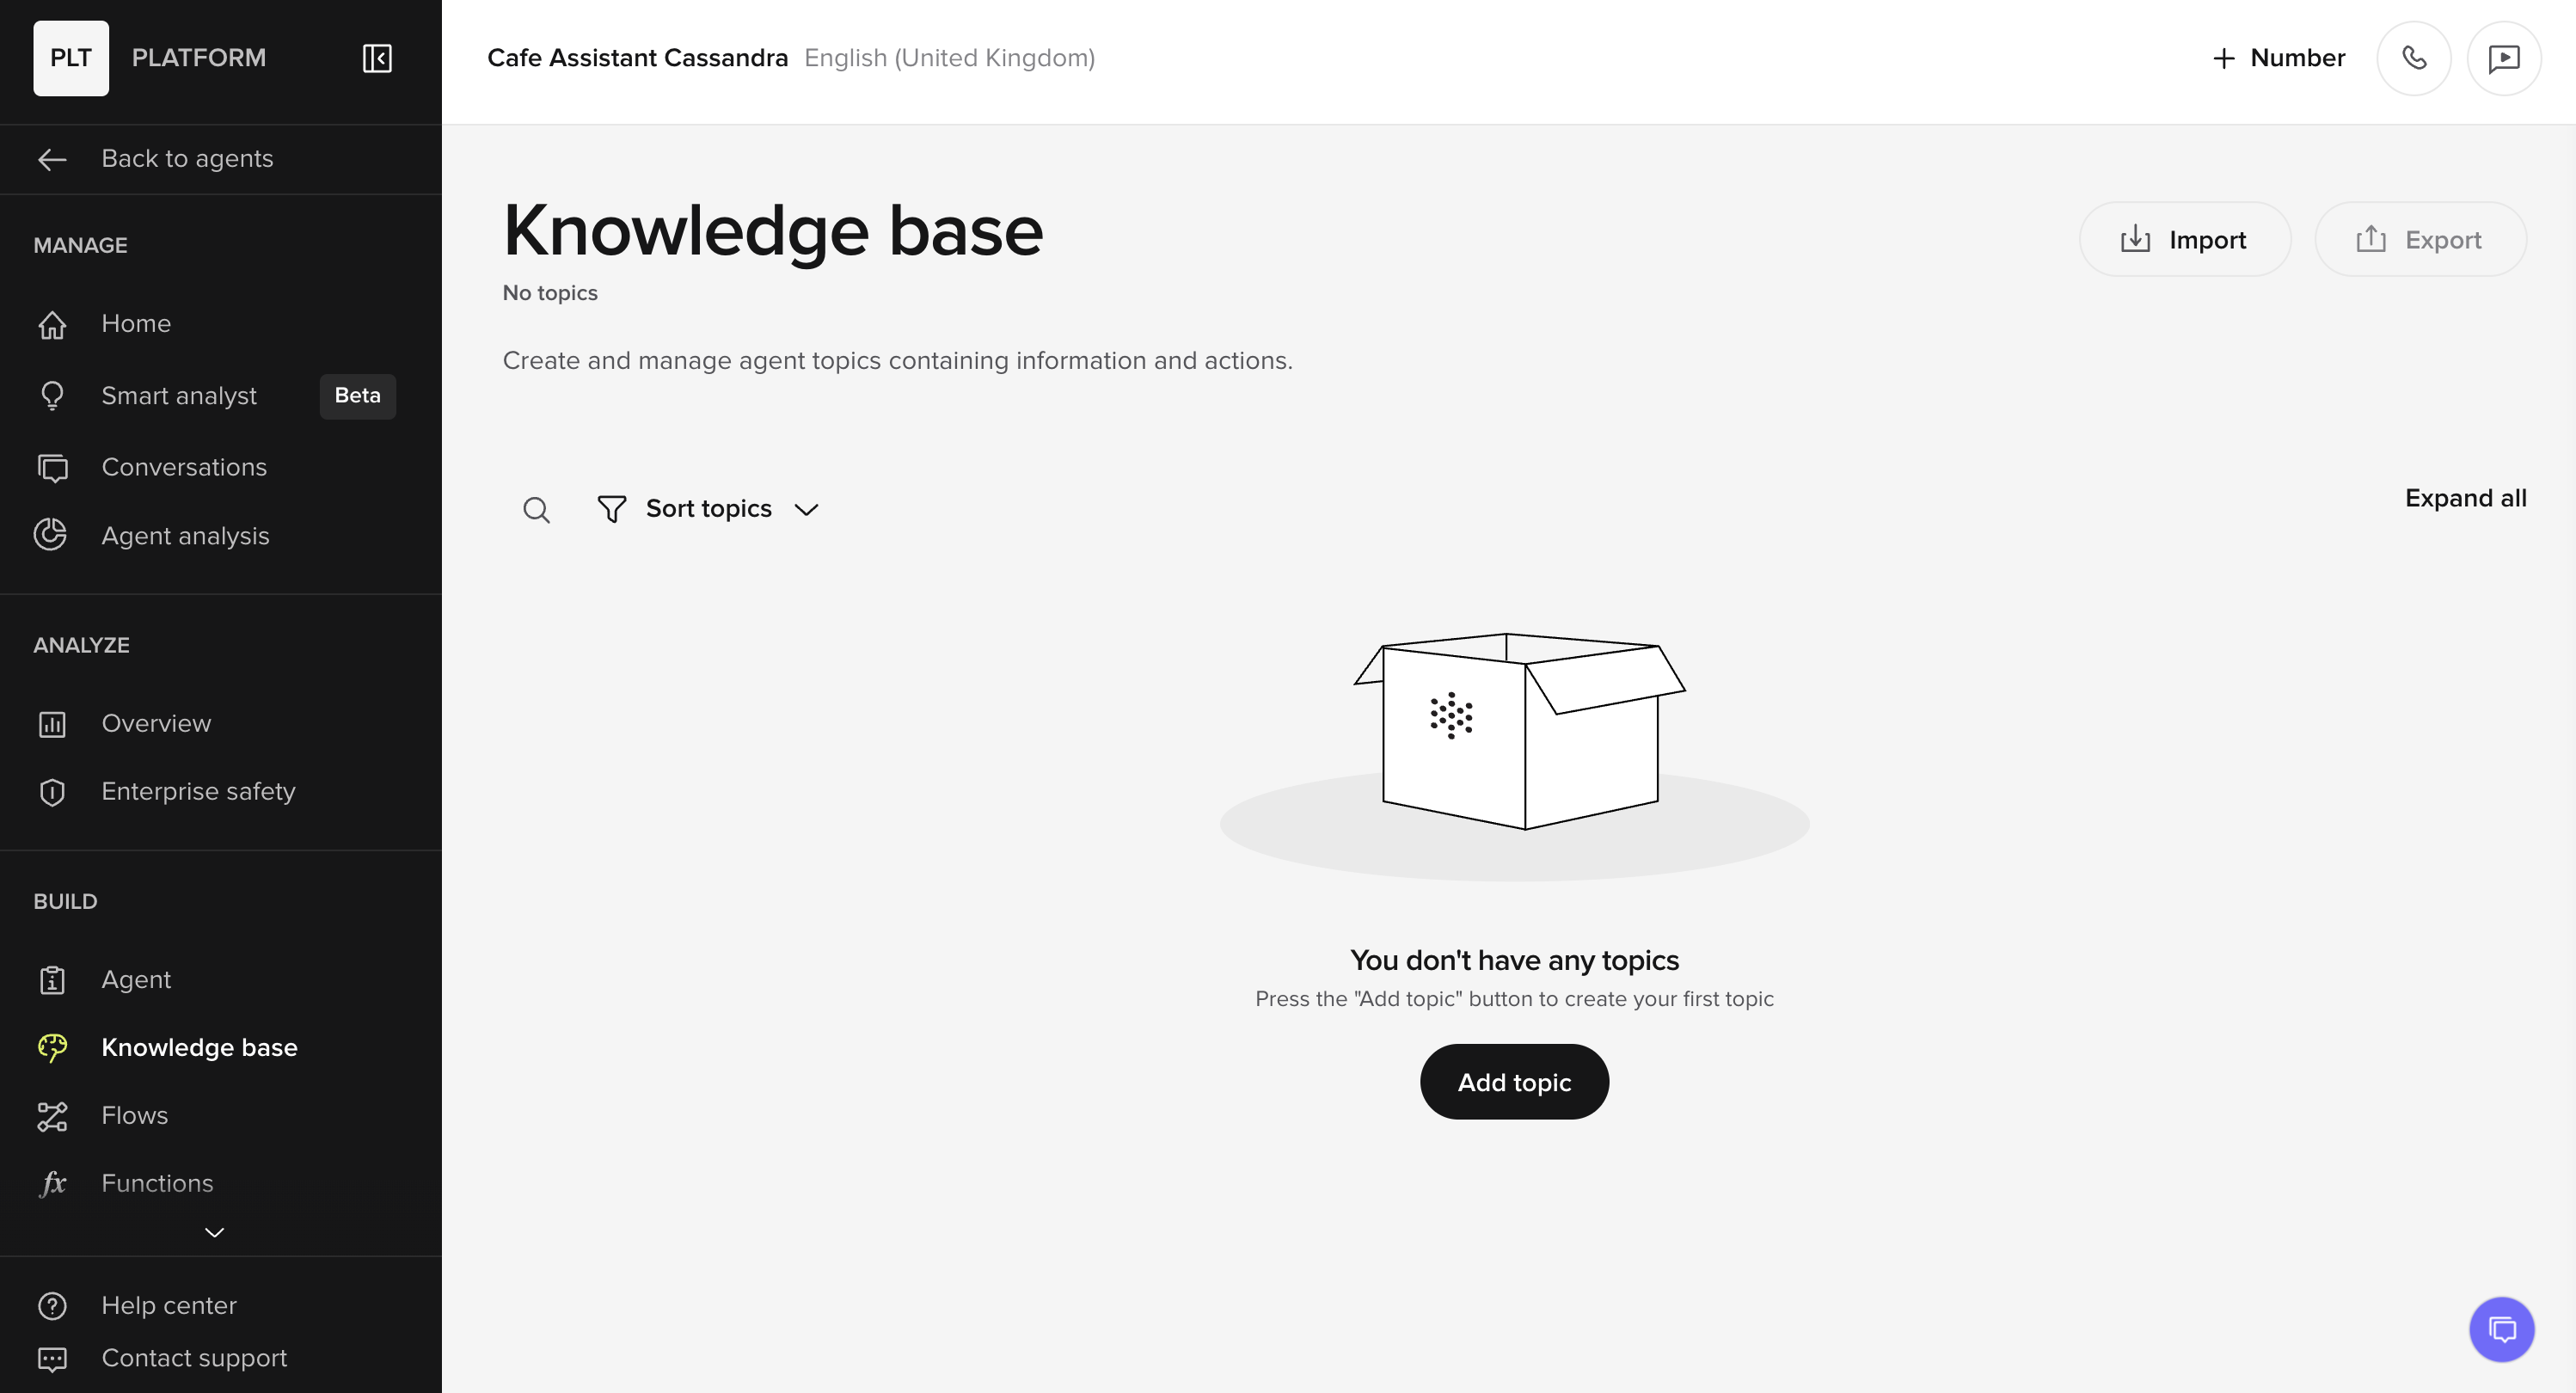 PLT PLATFORM
Back to agents
MANAGE
Home
Smart analyst Beta
Conversations
Agent analysis
ANALYZE
Overview
Enterprise safety
BUILD
Agent
Knowledge base
Flows
fx Functions
Help center
Contact support
Cafe Assistant Cassandra English (United Kingdom)
Number
Knowledge base
Import
Export
No topics
Create and manage agent topics containing information and actions.
Sort topics
Expand all
You don't have any topics
Press the "Add topic" button to create your first topic
Add topic